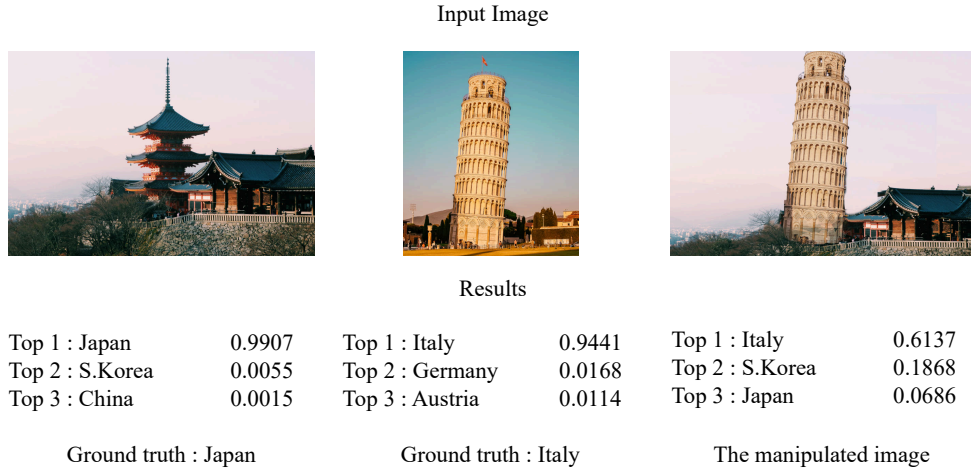 Input Image
Results
Top 1 : Japan 0.9907
Top 2 : S.Korea 0.0055
Top 3 : China 0.0015
Ground truth : Japan
Top 1 : Italy 0.9441
Top 2 : Germany 0.0168
Top 3 : Austria 0.0114
Ground truth : Italy
Top 1 : Italy 0.6137
Top 2 : S.Korea 0.1868
Top 3 : Japan 0.0686
The manipulated image